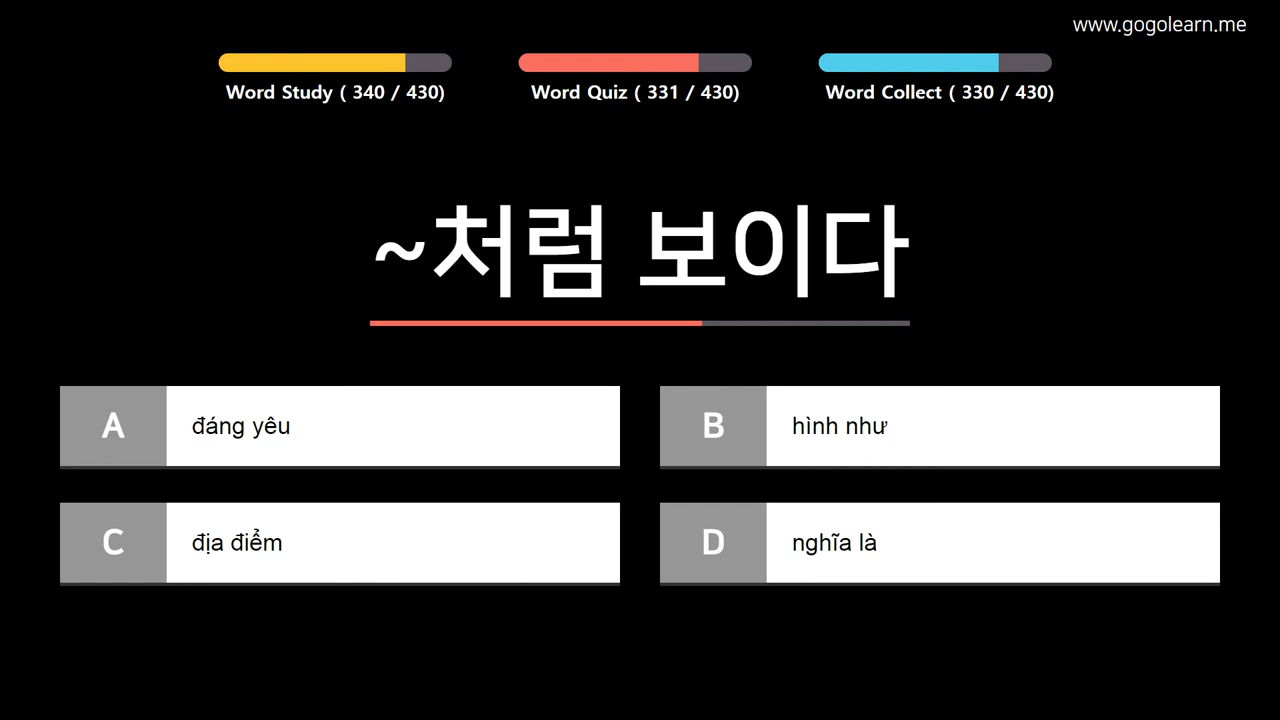 www.gogolearn.me
Word Study ( 340 / 430)
Word Quiz ( 331 / 430)
Word Collect ( 330 / 430)
~처럼 보이다
A
đáng yêu
B
hình như
C
địa điểm
D
nghĩa là